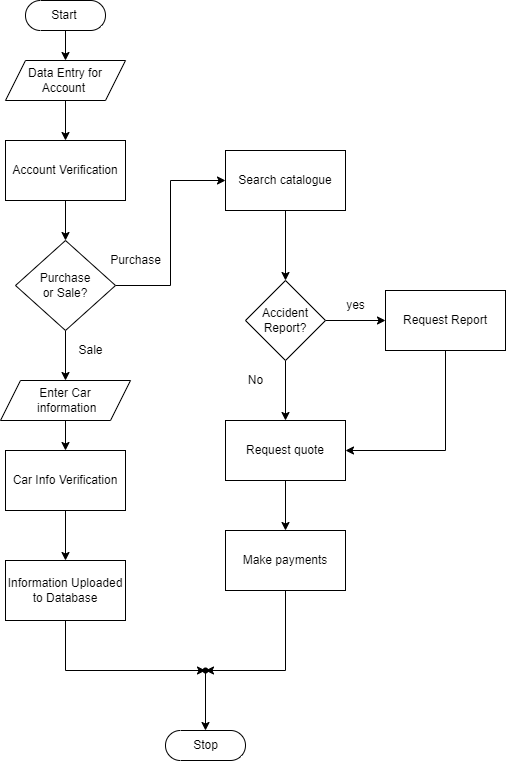 Start
Data Entry for
Account
Account Verification
Purchase
or Sale?
Purchase
Sale
Enter Car
information
Car Info Verification
Information Uploaded
to Database
Search catalogue
Accident
Report?
yes
Request Report
No
Request quote
Make payments
Stop